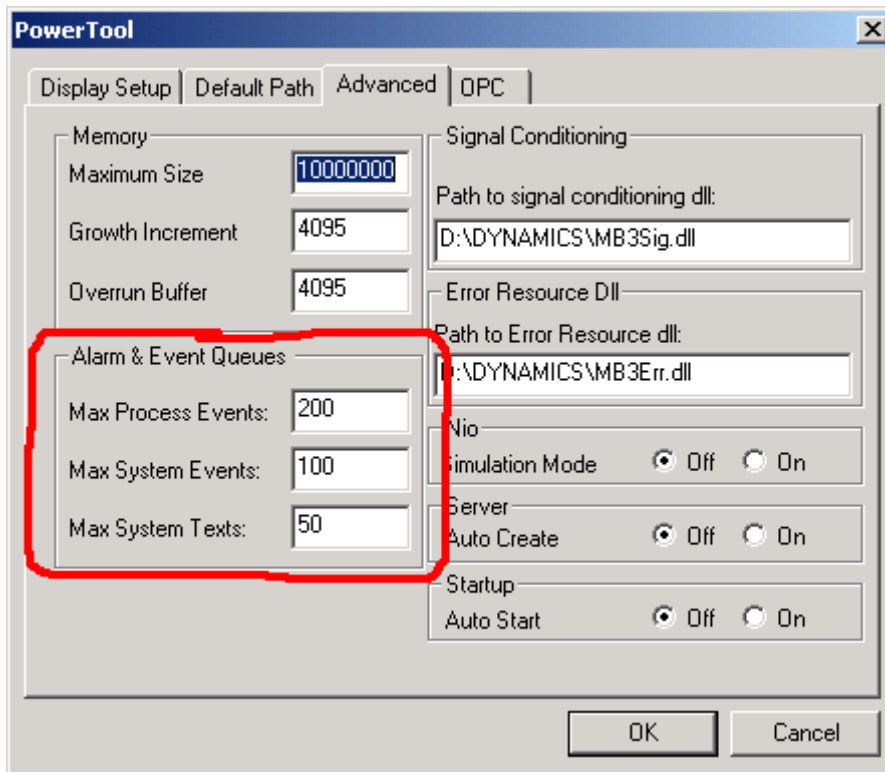 PowerTool
Display Setup
Default Path
Advanced
OPC
Memory
Maximum Size 10000000
Growth Increment 4095
Overrun Buffer 4095
Alarm & Event Queues
Max Process Events: 200
Max System Events: 100
Max System Texts: 50
Signal Conditioning
Path to signal conditioning dll:
D:\DYNAMICS\MB3Sig.dll
Error Resource Dll
Path to Error Resource dll:
D:\DYNAMICS\MB3Err.dll
Nio
Simulation Mode Off On
Server
Auto Create Off On
Startup
Auto Start Off On
OK
Cancel